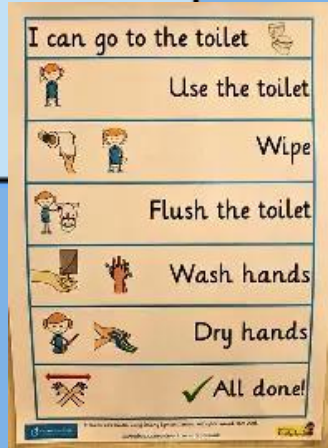 I can go to the toilet
Use the toilet
Wipe
Flush the toilet
Wash hands
Dry hands
All done!